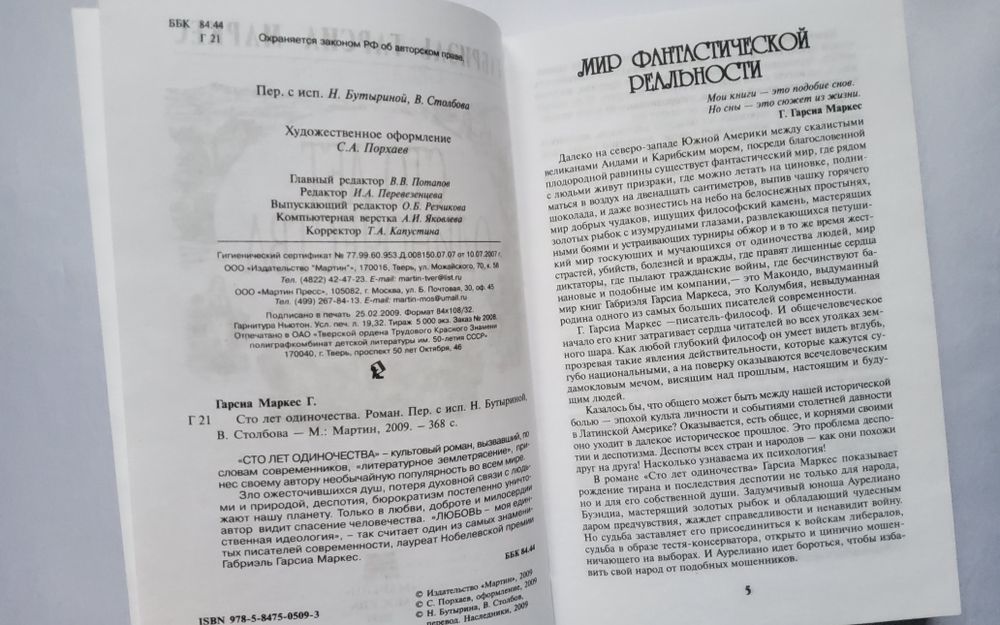 ББК 84.44
Г 21
Охраняется законом РФ об авторском праве.
Пер. с исп. Н. Бутыриной, В. Столбова
Художественное оформление
С.А. Порхаев
Главный редактор В.В. Потапов
Редактор И.А. Перевезенцева
Выпускающий редактор О.Б. Резчикова
Компьютерная верстка А.И. Яковлева
Корректор Т.А. Капустина
Гигиенический сертификат № 77.99.60.953.Д.008150.07.07 от 10.07.2007 г.
ООО «Издательство "Мартин"», 170016, Тверь, ул. Можайского, 70, к. 58
Тел. (4822) 42-47-23. E-mail: martin-tver@list.ru
ООО «Мартин Пресс», 105082, г. Москва, ул. Б. Почтовая, 30, оф. 45
Тел. (499) 267-84-13. E-mail: martin-mos@umail.ru
Подписано в печать 25.02.2009. Формат 84х108/32.
Гарнитура Ньютон. Усл. печ. л. 19,32. Тираж 5 000 экз. Заказ № 2008.
Отпечатано в ОАО «Тверской ордена Трудового Красного Знамени
полиграфкомбинат детской литературы им. 50-летия СССР»
170040, г. Тверь, проспект 50 лет Октября, 46
Гарсиа Маркес Г.
Г 21 Сто лет одиночества. Роман. Пер. с исп. Н. Бутыриной,
В. Столбова — М.: Мартин, 2009. – 368 с.
«СТО ЛЕТ ОДИНОЧЕСТВА» – культовый роман, вызвавший, по
словам современников, «литературное землетрясение», при-
нес своему автору необычайную популярность во всем мире.
Зло ожесточившихся душ, потеря духовной связи с людь-
ми и природой, деспотия, бюрократизм постепенно уничто-
жают нашу планету. Только в любви, доброте и милосердии
автор видит спасение человечества. «ЛЮБОВЬ – моя един-
ственная идеология», – так считает один из самых знамени-
тых писателей современности, лауреат Нобелевской премии
Габриэль Гарсиа Маркес.
ББК 84.44
© Издательство «Мартин», 2009
© С. Порхаев, оформление, 2009
© Н. Бутырина, В. Столбов,
перевод. Наследники, 2009
ISBN 978-5-8475-0509-3
МИР ФАНТАСТИЧЕСКОЙ
РЕАЛЬНОСТИ
Мои книги — это подобие снов.
Но сны — это сюжет из жизни.
Г. Гарсиа Маркес
Далеко на северо-западе Южной Америки между скалистыми
великанами Андами и Карибским морем, посреди благословенной
плодородной равнины существует фантастический мир, где рядом
с людьми живут призраки, где можно летать на циновке, подни-
маться в воздух на двенадцать сантиметров, выпив чашку горячего
шоколада, и даже вознестись на небо на белоснежных простынях,
мир добрых чудаков, ищущих философский камень, мастерящих
золотых рыбок с изумрудными глазами, развлекающихся петуши-
ными боями и устраивающих турниры обжор и в то же время жест-
кий мир тоскующих и мучающихся от одиночества людей, мир
страстей, убийств, болезней и вражды, где правят лишенные сердца
диктаторы, где пылают гражданские войны, где бесчинствуют ба-
нановые и подобные им компании,— это Макондо, выдуманный
мир книг Габриэля Гарсиа Маркеса, это Колумбия, невыдуманная
родина одного из самых больших писателей современности.
Г. Гарсиа Маркес —писатель-философ. И общечеловеческое
начало его книг затрагивает сердца читателей во всех уголках зем-
ного шара. Как любой глубокий философ он умеет видеть вглубь,
прозревая такие явления действительности, которые кажутся су-
губо национальными, а на поверку оказываются всечеловеческим
дамокловым мечом, висящим над прошлым, настоящим и буду-
щим людей.
Казалось бы, что общего может быть между нашей исторической
болью — эпохой культа личности и событиями столетней давности
в Латинской Америке? Оказывается, есть общее, и корнями своими
оно уходит в далекое историческое прошлое. Это проблема деспо-
тии и деспотизма. Деспоты всех стран и народов — как они похожи
друг на друга! Насколько узнаваема их психология!
В романе «Сто лет одиночества» Гарсиа Маркес показывает
рождение тирана и последствия деспотии не только для народа,
но и для его собственной души. Задумчивый юноша Аурелиано
Буэндиа, мастерящий золотых рыбок и обладающий чудесным
даром предчувствия, жаждет справедливости и ненавидит войну.
Но судьба заставляет его присоединиться к войскам либералов,
судьба в образе тестя-консерватора, открыто и цинично мошен-
ничающего на выборах. И Аурелиано идет бороться, чтобы изба-
вить свой народ от подобных мошенников.
5